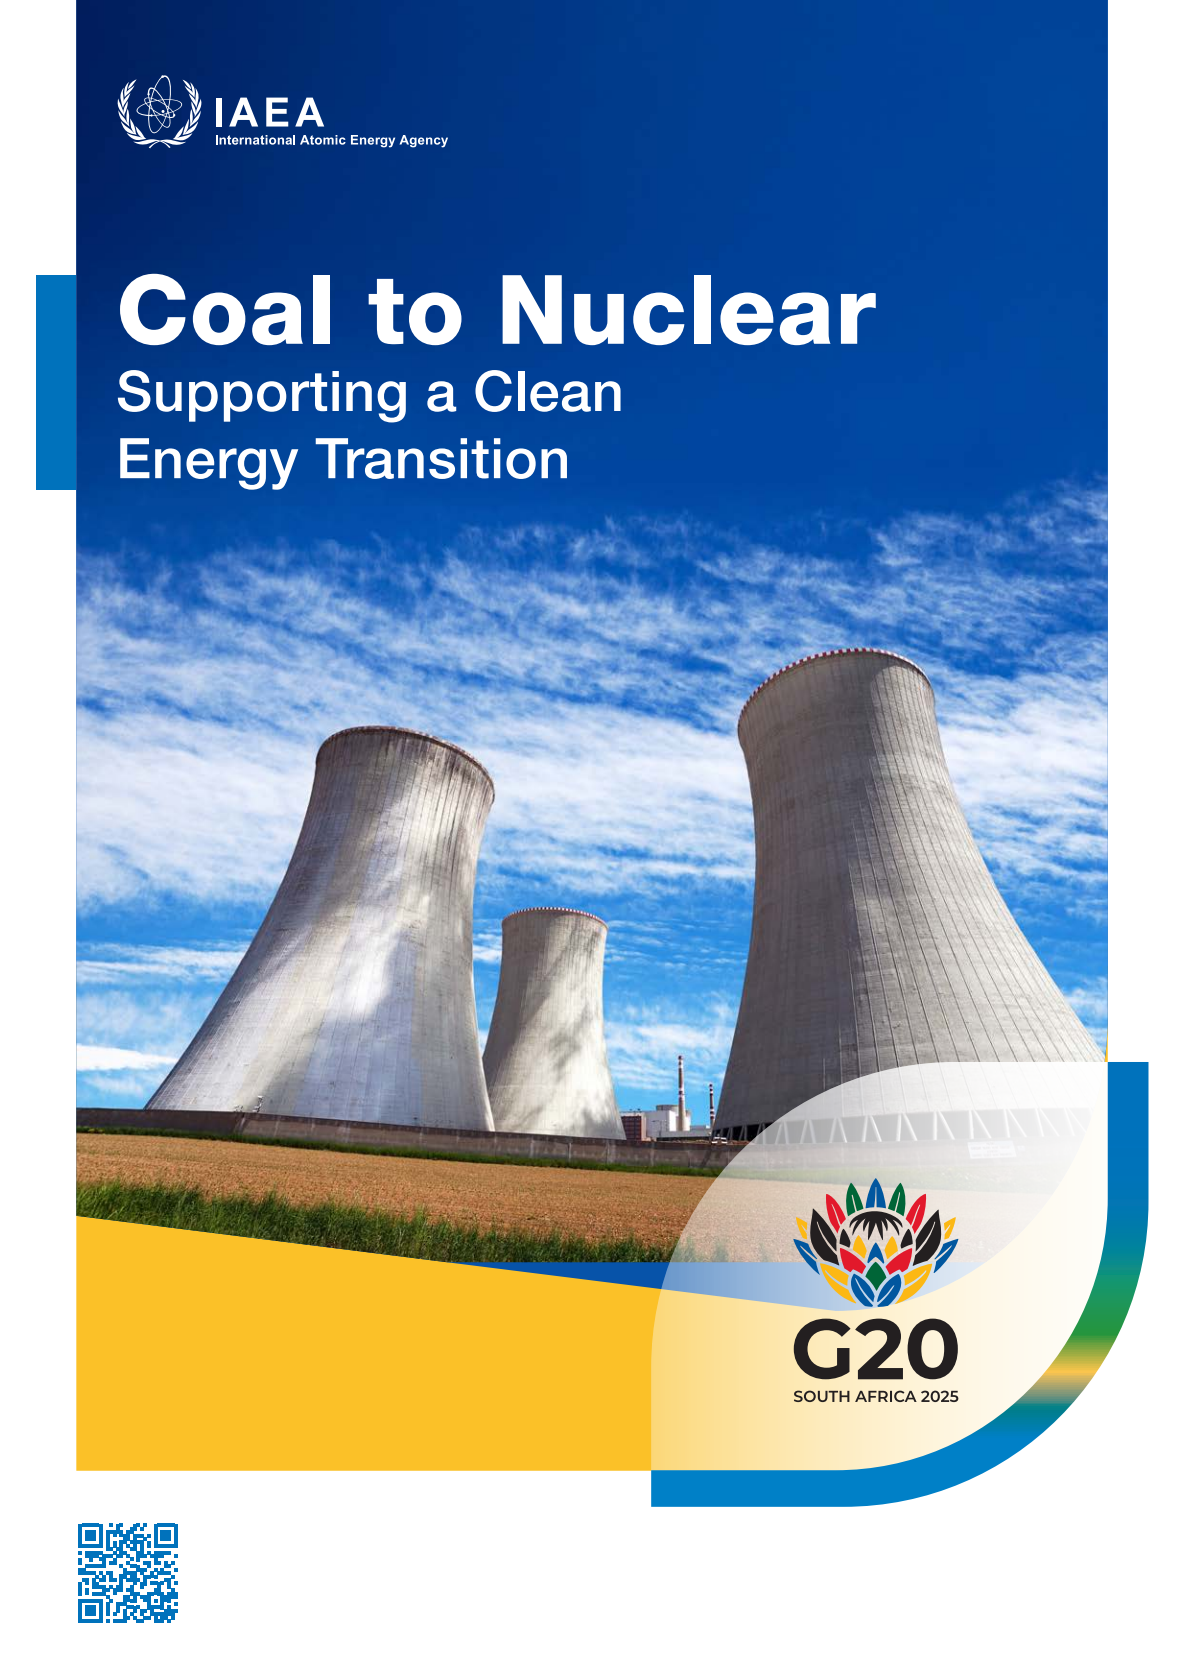 IAEA
International Atomic Energy Agency
Coal to Nuclear
Supporting a Clean
Energy Transition
G20
SOUTH AFRICA 2025